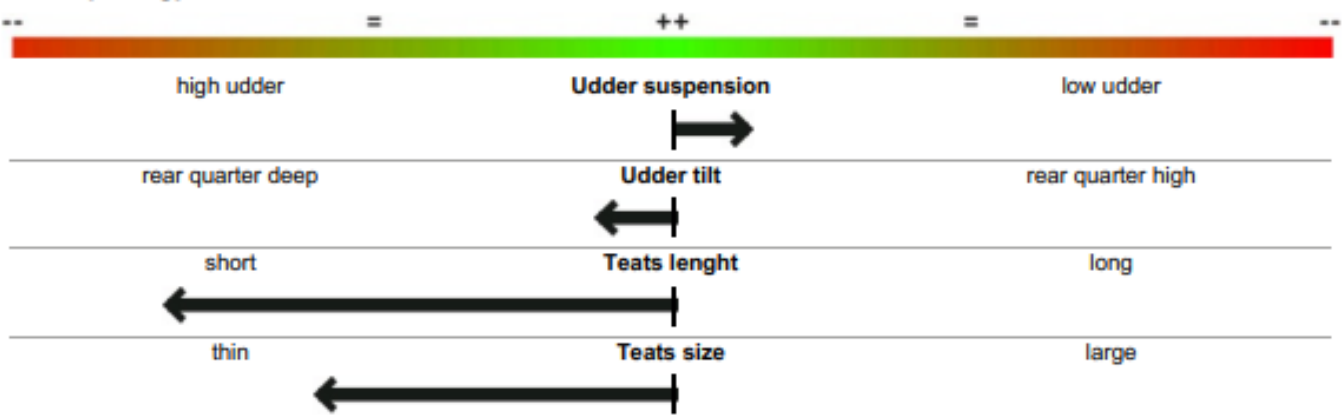 -- = ++ = --
high udder Udder suspension low udder
rear quarter deep Udder tilt rear quarter high
short Teats lenght long
thin Teats size large